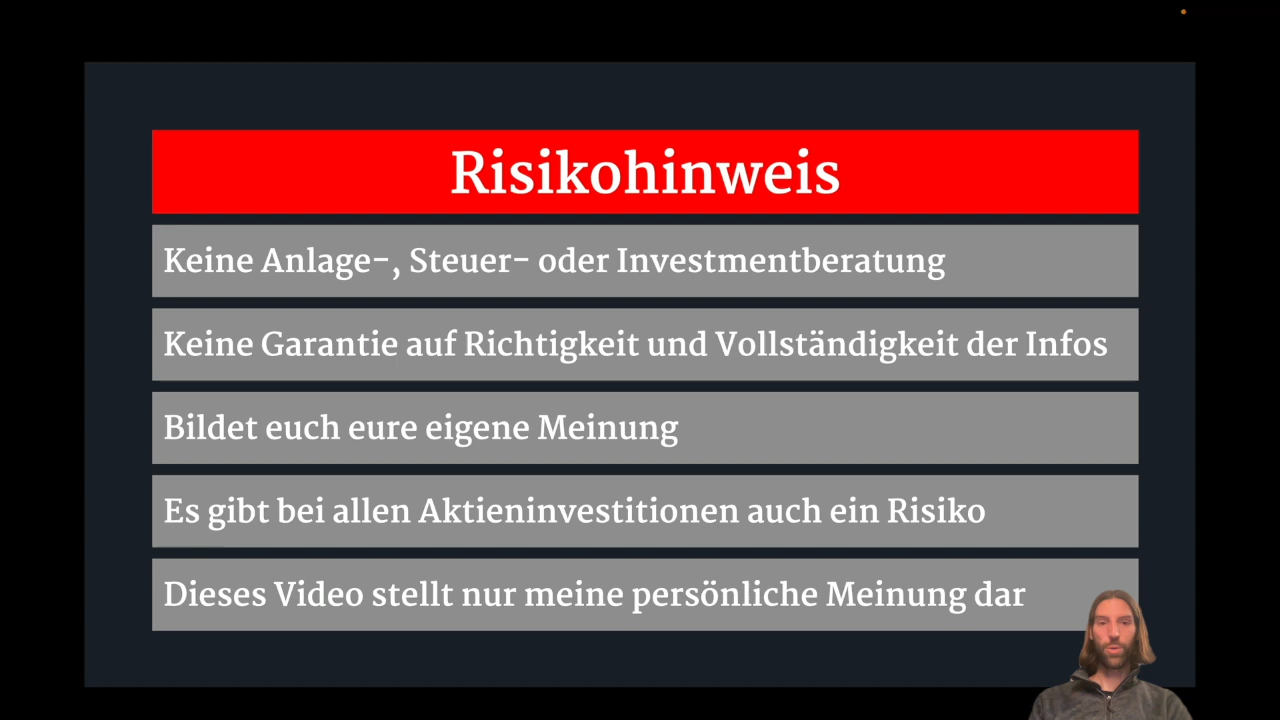 Risikohinweis
Keine Anlage-, Steuer- oder Investmentberatung
Keine Garantie auf Richtigkeit und Vollständigkeit der Infos
Bildet euch eure eigene Meinung
Es gibt bei allen Aktieninvestitionen auch ein Risiko
Dieses Video stellt nur meine persönliche Meinung dar